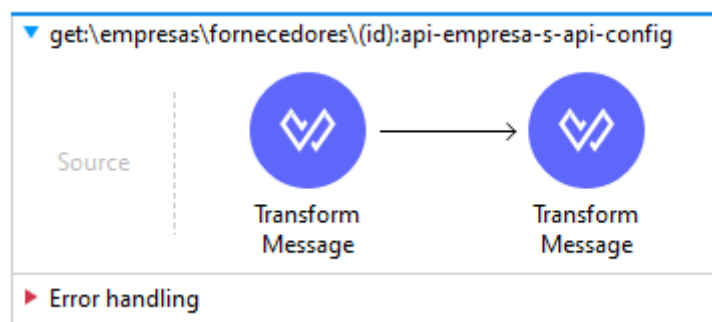 get:\empresas\fornecedores\(id):api-empresa-s-api-config
Source
Transform
Message
Transform
Message
Error handling